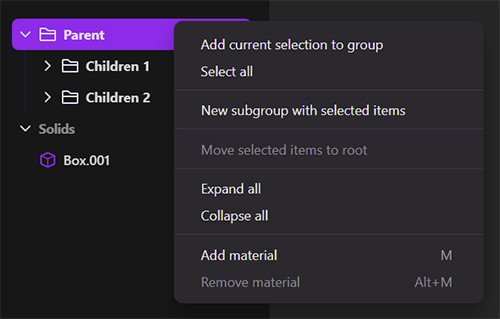 Parent
Children 1
Children 2
Solids
Box.001
Add current selection to group
Select all
New subgroup with selected items
Move selected items to root
Expand all
Collapse all
Add material M
Remove material Alt+M